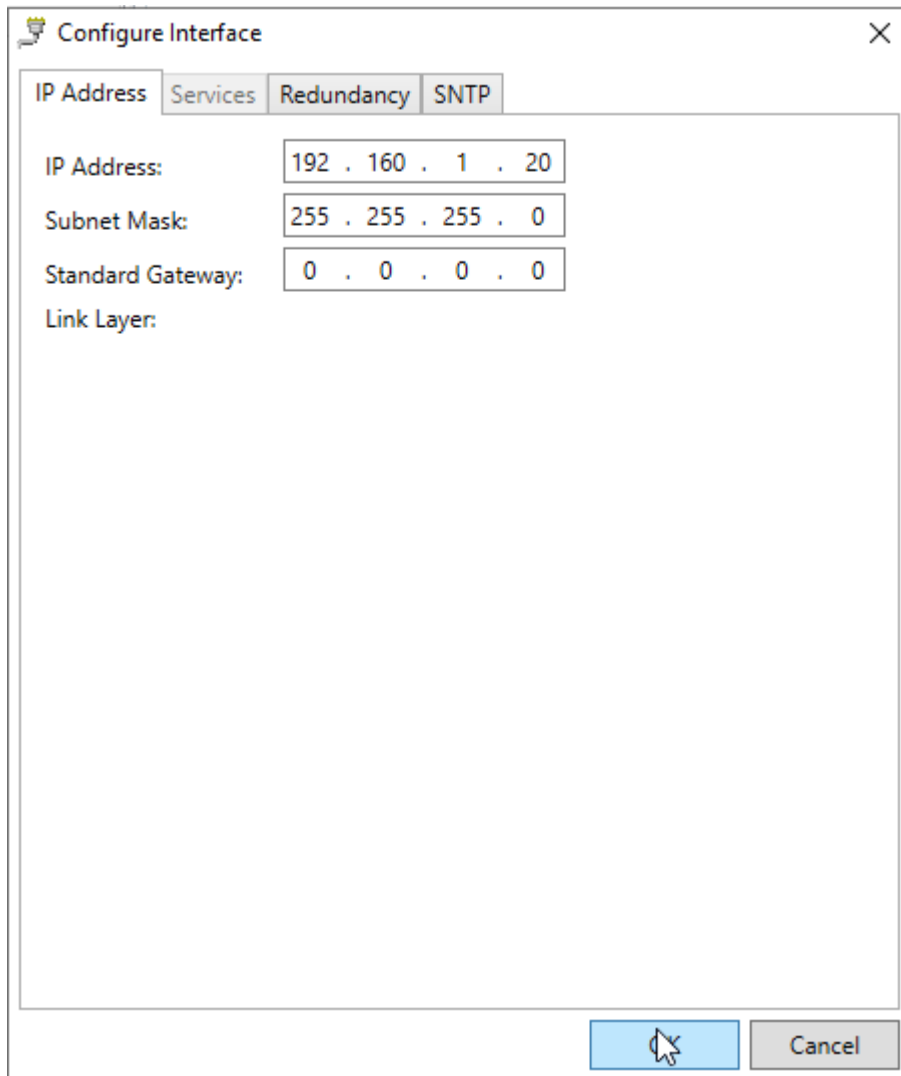 Configure Interface
IP Address Services Redundancy SNTP
IP Address: 192 . 160 . 1 . 20
Subnet Mask: 255 . 255 . 255 . 0
Standard Gateway: 0 . 0 . 0 . 0
Link Layer:
Cancel